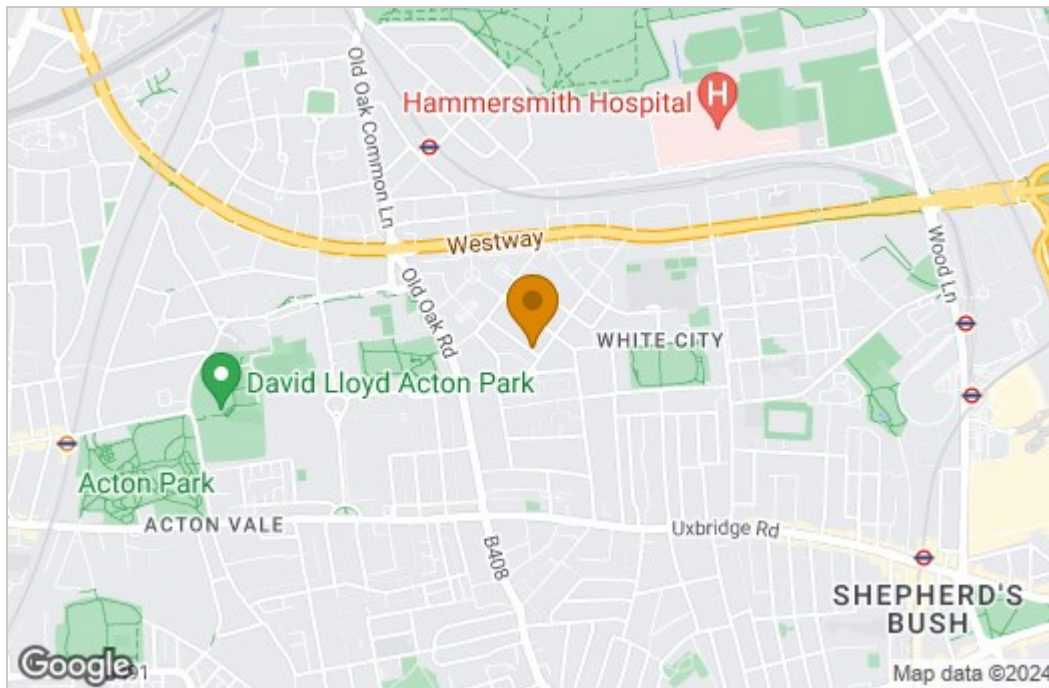 Old Oak Common Ln
Hammersmith Hospital
H
Westway
Wood Ln
Old Oak Rd
WHITE CITY
David Lloyd Acton Park
Acton Park
ACTON VALE
Uxbridge Rd
B408
SHEPHERD'S
BUSH
Google
Map data ©2024